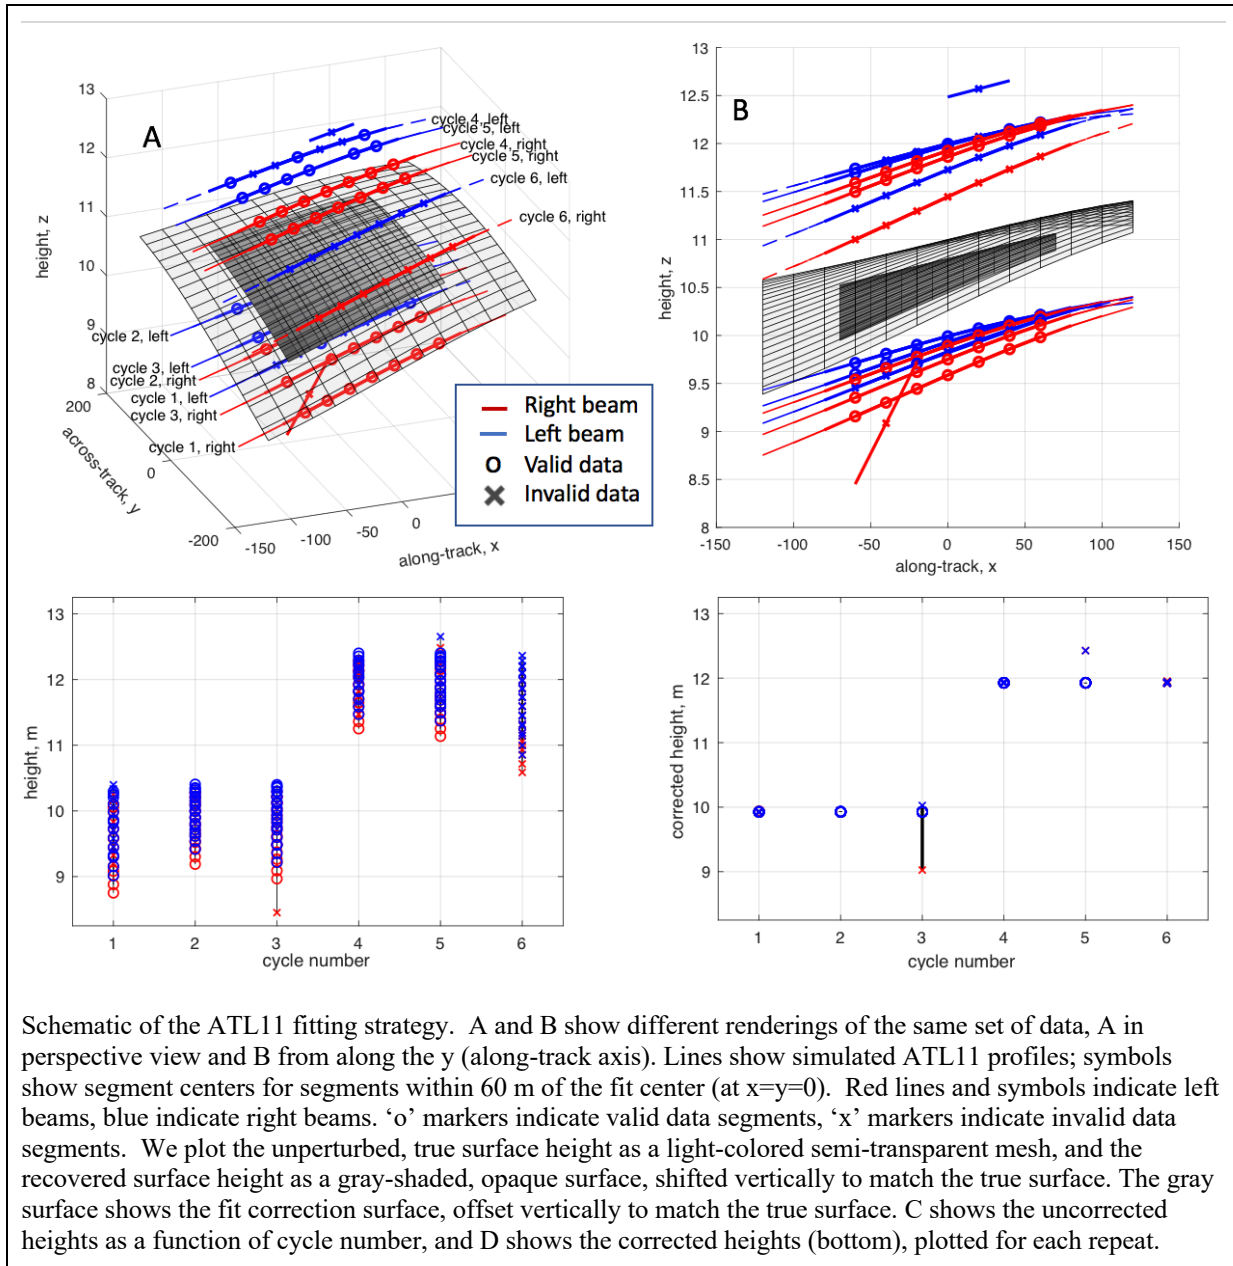 A
13
12
11
10
9
8
height, z
200
0
-200
across-track, y
-150
-100
-50
0
along-track, x
cycle 4, left
cycle 5, left
cycle 4, right
cycle 5, right
cycle 6, left
cycle 6, right
cycle 2, left
cycle 3, left
cycle 2, right
cycle 1, left
cycle 3, right
cycle 1, right
Right beam
Left beam
Valid data
Invalid data
B
13
12.5
12
11.5
11
10.5
10
9.5
9
8.5
8
height, z
-150
-100
-50
0
50
100
150
along-track, x
13
12
11
10
9
height, m
1
2
3
4
5
6
cycle number
13
12
11
10
9
corrected height, m
1
2
3
4
5
6
cycle number
Schematic of the ATL11 fitting strategy. A and B show different renderings of the same set of data, A in
perspective view and B from along the y (along-track axis). Lines show simulated ATL11 profiles; symbols
show segment centers for segments within 60 m of the fit center (at x=y=0). Red lines and symbols indicate left
beams, blue indicate right beams. ‘o’ markers indicate valid data segments, ‘x’ markers indicate invalid data
segments. We plot the unperturbed, true surface height as a light-colored semi-transparent mesh, and the
recovered surface height as a gray-shaded, opaque surface, shifted vertically to match the true surface. The gray
surface shows the fit correction surface, offset vertically to match the true surface. C shows the uncorrected
heights as a function of cycle number, and D shows the corrected heights (bottom), plotted for each repeat.